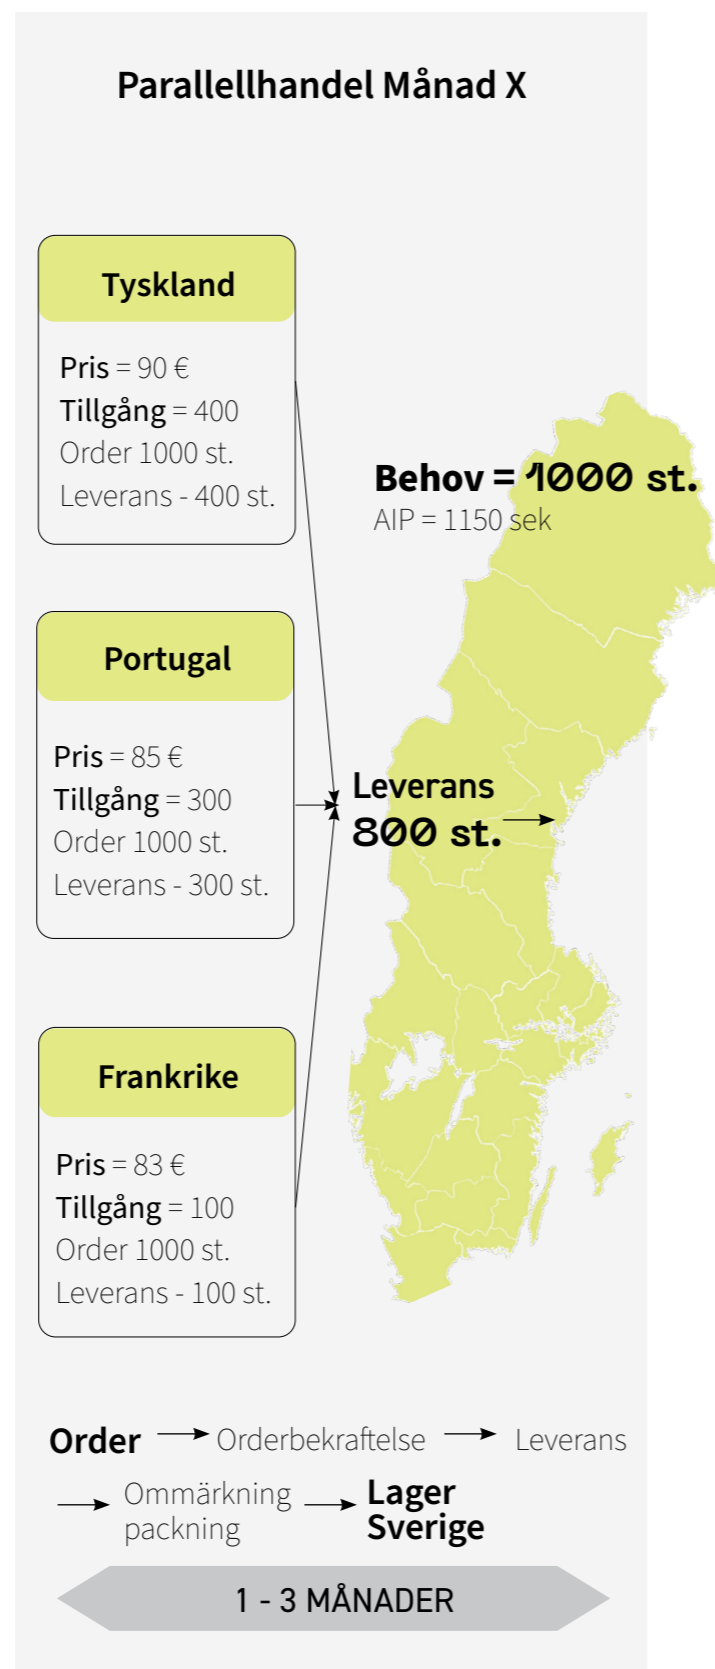 Parallellhandel Månad X
Tyskland
Pris = 90 €
Tillgång = 400
Order 1000 st.
Leverans - 400 st.
Behov = 1000 st.
AIP = 1150 sek
Portugal
Pris = 85 €
Tillgång = 300
Order 1000 st.
Leverans - 300 st.
Leverans
800 st.
Frankrike
Pris = 83 €
Tillgång = 100
Order 1000 st.
Leverans - 100 st.
Order → Orderbekraftelse → Leverans
→ Ommärkning packning → Lager Sverige
1 - 3 MÅNADER